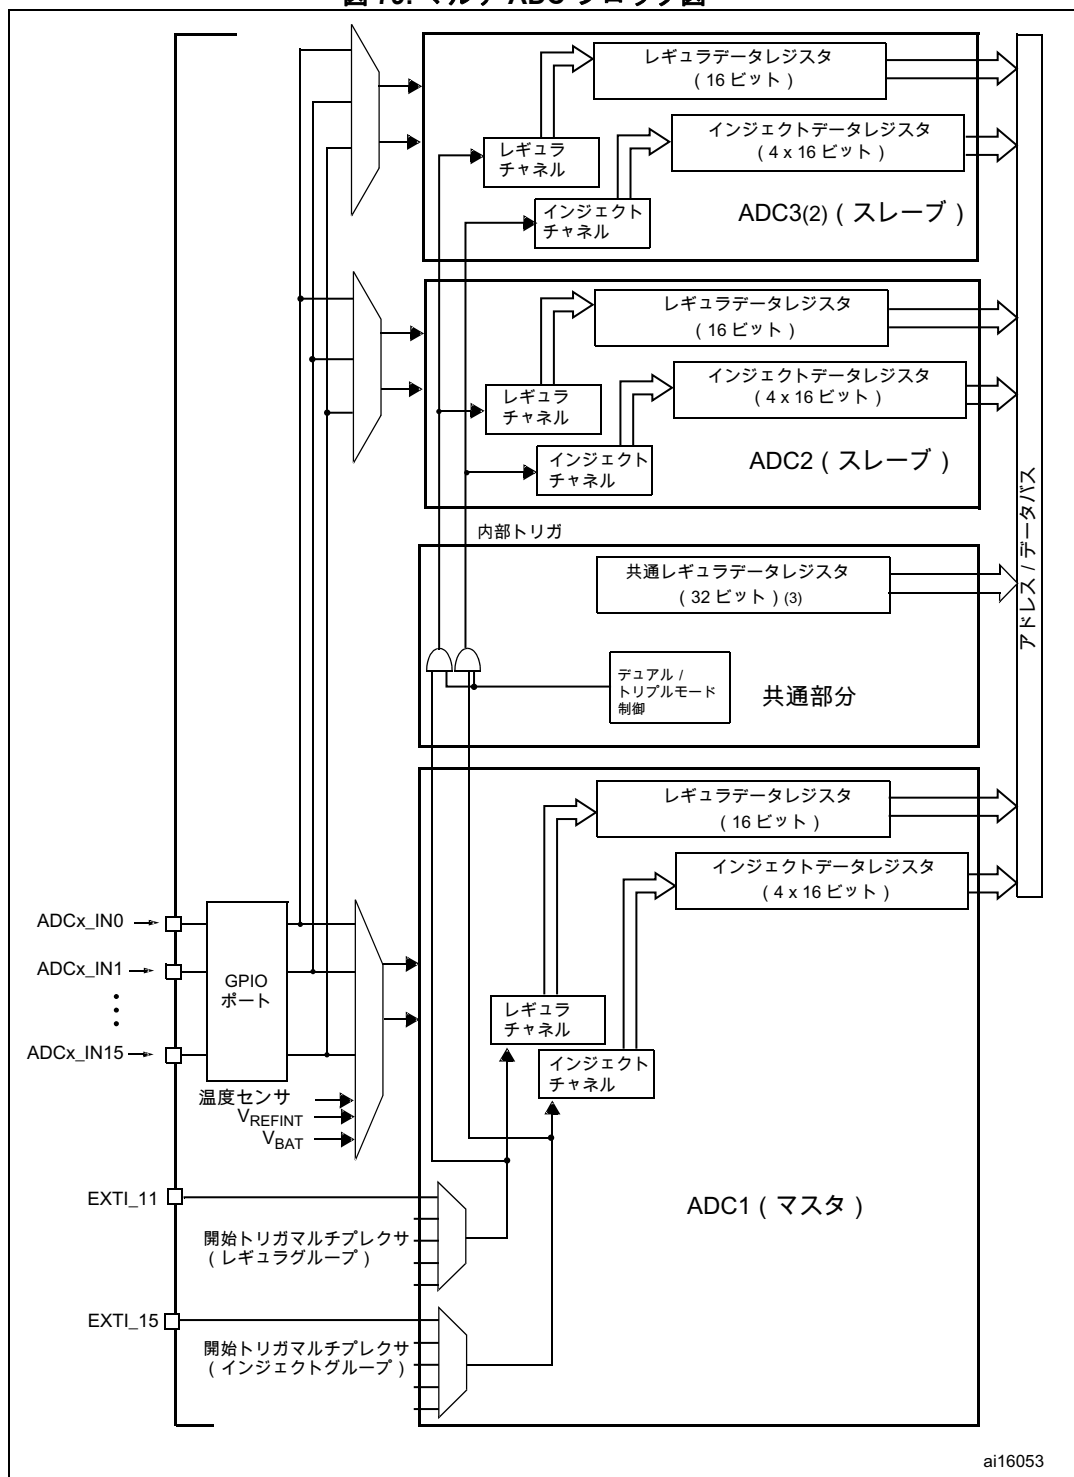 レギュラデータレジスタ
( 16 ビット )
インジェクトデータレジスタ
( 4 x 16 ビット )
レギュラ
チャネル
インジェクト
チャネル
ADC3(2) ( スレーブ )
レギュラデータレジスタ
( 16 ビット )
インジェクトデータレジスタ
( 4 x 16 ビット )
レギュラ
チャネル
インジェクト
チャネル
ADC2 ( スレーブ )
アドレス / データバス
内部トリガ
共通レギュラデータレジスタ
( 32 ビット ) (3)
デュアル /
トリプルモード
制御
共通部分
レギュラデータレジスタ
( 16 ビット )
インジェクトデータレジスタ
( 4 x 16 ビット )
ADCx_IN0
ADCx_IN1
ADCx_IN15
GPIO
ポート
レギュラ
チャネル
インジェクト
チャネル
温度センサ
VREFINT
VBAT
EXTI_11
ADC1 ( マスタ )
開始トリガマルチプレクサ
( レギュラグループ )
EXTI_15
開始トリガマルチプレクサ
( インジェクトグループ )
ai16053